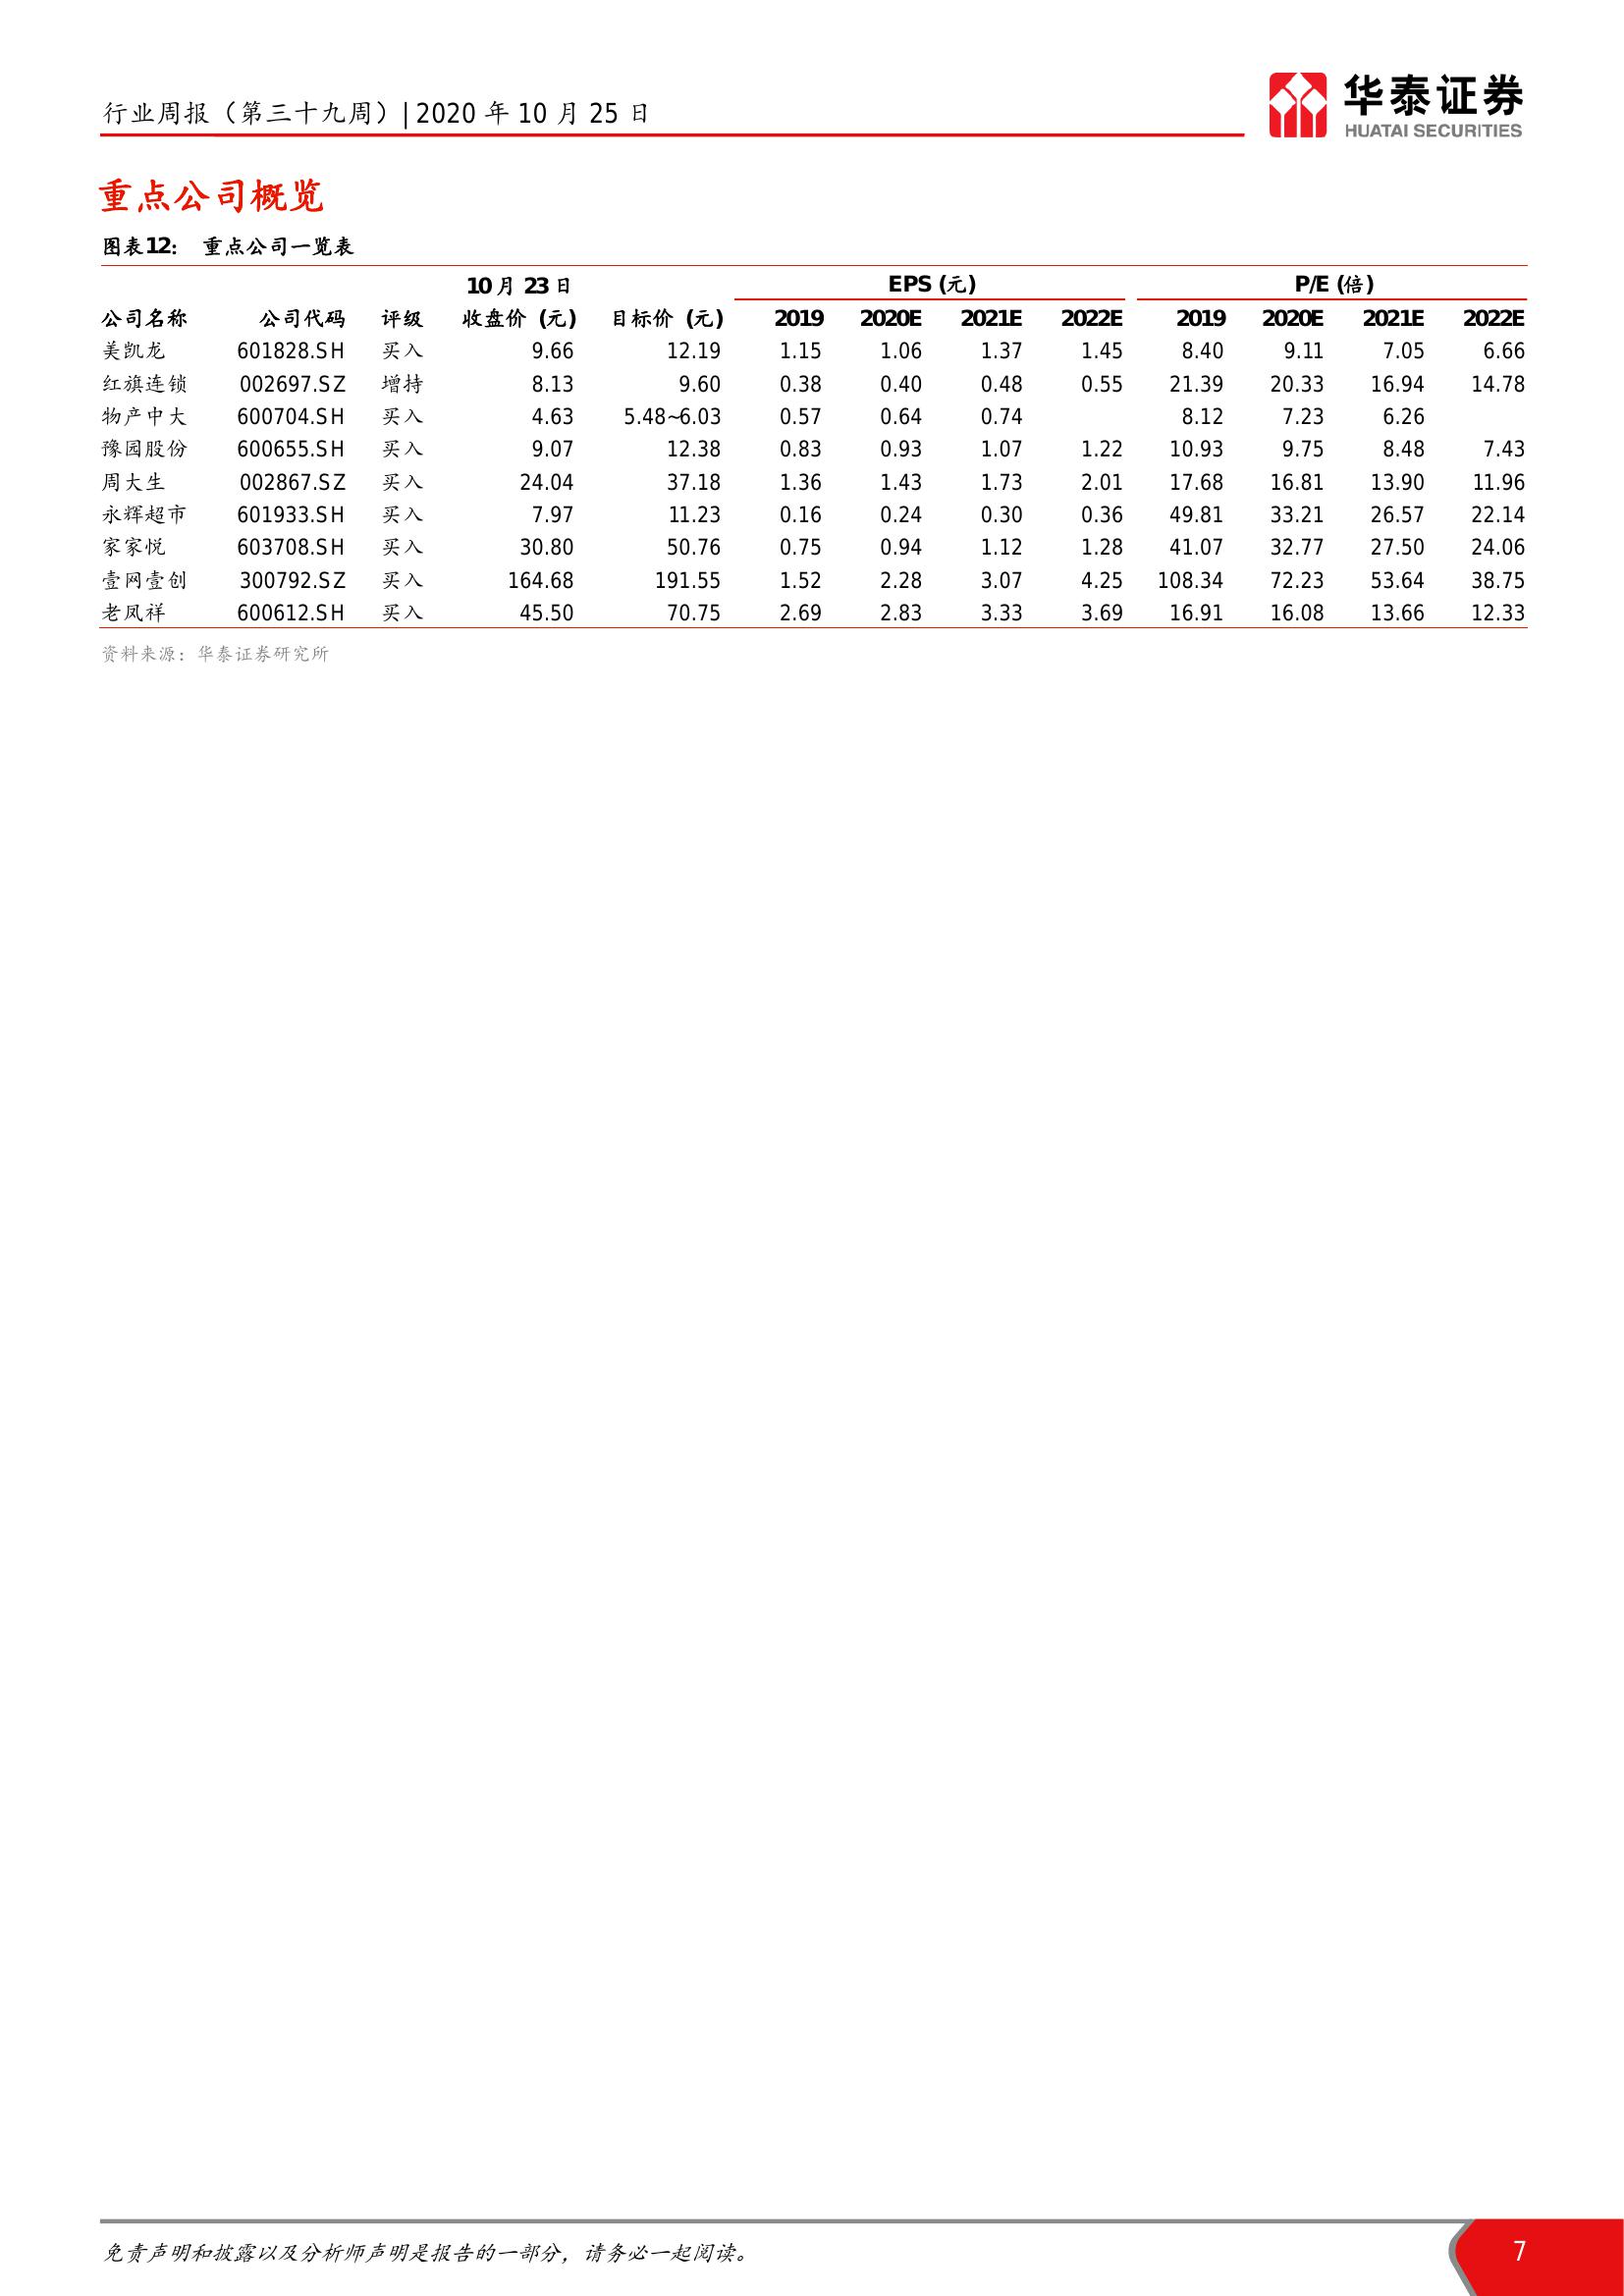 行业周报（第三十九周）| 2020 年 10 月 25 日
华泰证券
HUATAI SECURITIES
重点公司概览
图表12： 重点公司一览表
10 月 23 日 EPS (元) P/E (倍)
公司名称 公司代码 评级 收盘价 (元) 目标价 (元) 2019 2020E 2021E 2022E 2019 2020E 2021E 2022E
美凯龙 601828.SH 买入 9.66 12.19 1.15 1.06 1.37 1.45 8.40 9.11 7.05 6.66
红旗连锁 002697.SZ 增持 8.13 9.60 0.38 0.40 0.48 0.55 21.39 20.33 16.94 14.78
物产中大 600704.SH 买入 4.63 5.48~6.03 0.57 0.64 0.74 8.12 7.23 6.26
豫园股份 600655.SH 买入 9.07 12.38 0.83 0.93 1.07 1.22 10.93 9.75 8.48 7.43
周大生 002867.SZ 买入 24.04 37.18 1.36 1.43 1.73 2.01 17.68 16.81 13.90 11.96
永辉超市 601933.SH 买入 7.97 11.23 0.16 0.24 0.30 0.36 49.81 33.21 26.57 22.14
家家悦 603708.SH 买入 30.80 50.76 0.75 0.94 1.12 1.28 41.07 32.77 27.50 24.06
壹网壹创 300792.SZ 买入 164.68 191.55 1.52 2.28 3.07 4.25 108.34 72.23 53.64 38.75
老凤祥 600612.SH 买入 45.50 70.75 2.69 2.83 3.33 3.69 16.91 16.08 13.66 12.33
资料来源：华泰证券研究所
免责声明和披露以及分析师声明是报告的一部分，请务必一起阅读。
7